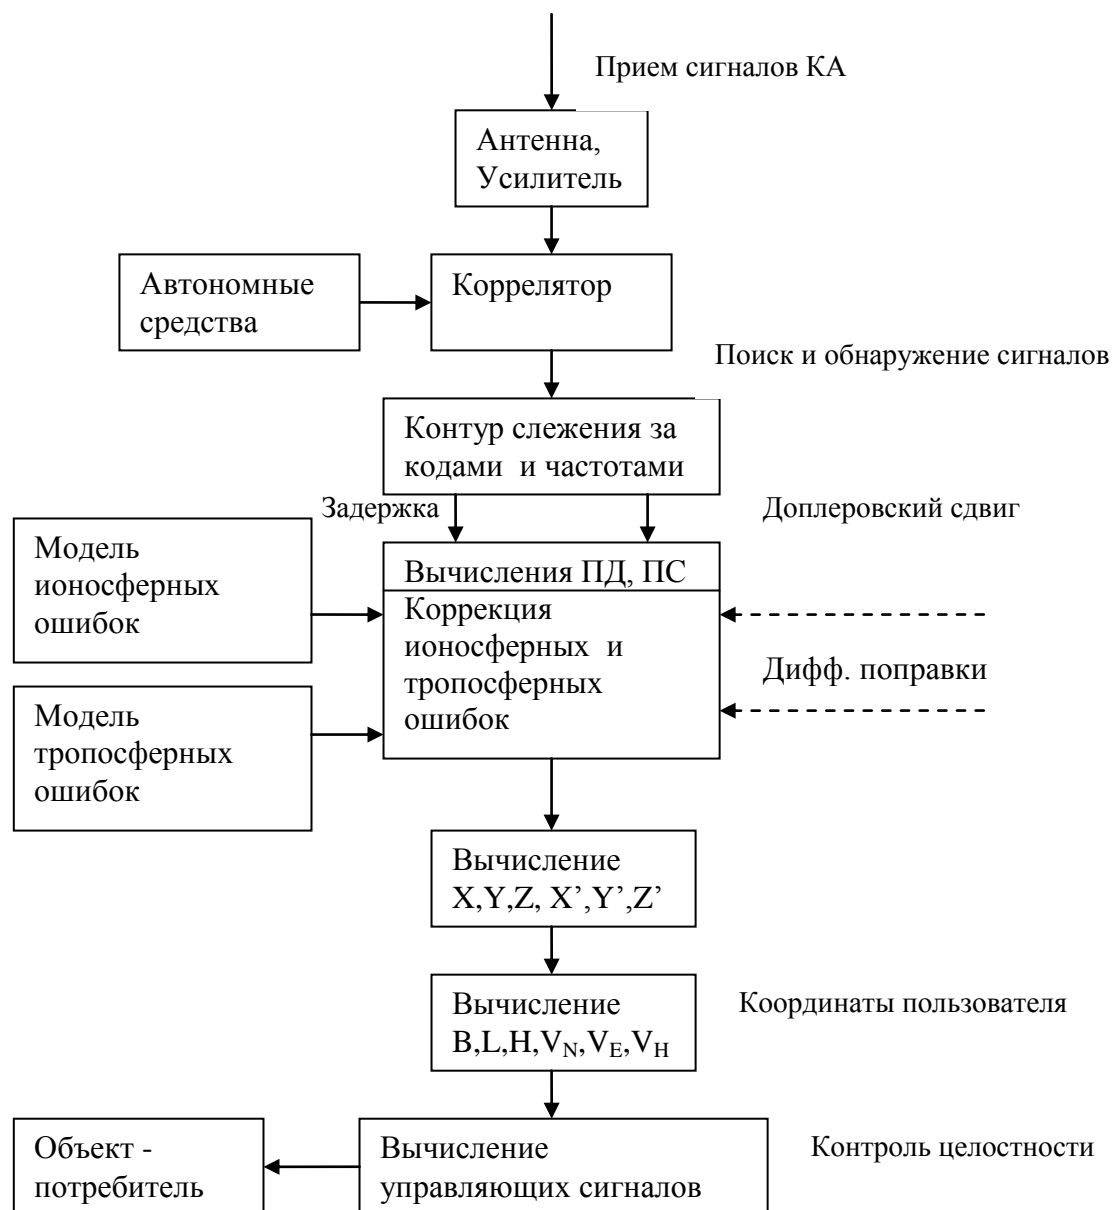 Прием сигналов КА
Антенна,
Усилитель
Автономные
средства
Коррелятор
Поиск и обнаружение сигналов
Контур слежения за
кодами и частотами
Задержка
Доплеровский сдвиг
Модель
ионосферных
ошибок
Вычисления ПД, ПС
Коррекция
ионосферных и
тропосферных
ошибок
Дифф. поправки
Модель
тропосферных
ошибок
Вычисление
X,Y,Z, X’,Y’,Z’
Вычисление
B,L,H,V_N,V_E,V_H
Координаты пользователя
Объект -
потребитель
Вычисление
управляющих сигналов
Контроль целостности